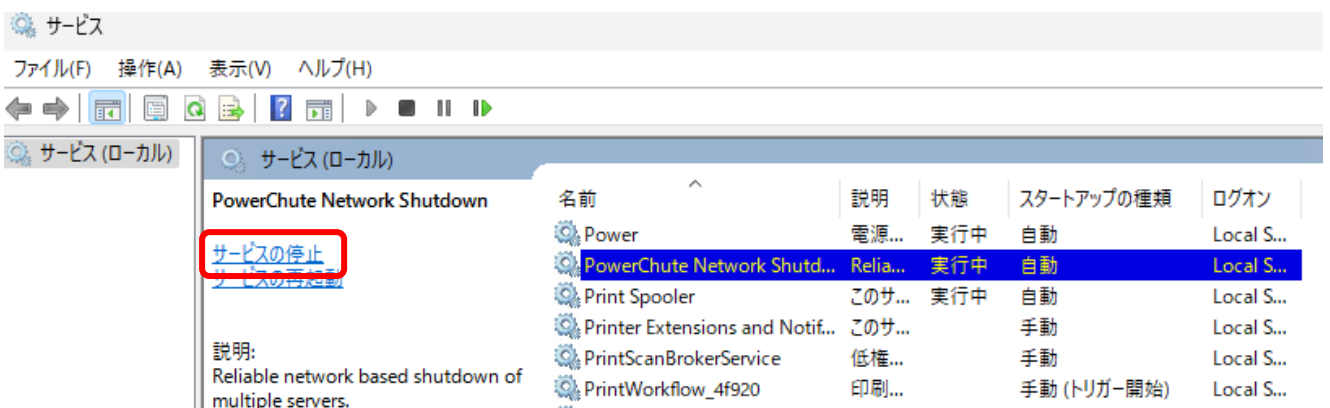 サービス
ファイル(F) 操作(A) 表示(V) ヘルプ(H)
サービス (ローカル)
サービス (ローカル)
PowerChute Network Shutdown
サービスの停止
サービスの再起動
説明:
Reliable network based shutdown of
multiple servers.
名前 説明 状態 スタートアップの種類 ログオン
Power 電源... 実行中 自動 Local S...
PowerChute Network Shutd... Relia... 実行中 自動 Local S...
Print Spooler このサ... 実行中 自動 Local S...
Printer Extensions and Notif... このサ... 手動 Local S...
PrintScanBrokerService 低権... 手動 Local S...
PrintWorkflow_4f920 印刷... 手動 (トリガー開始) Local S...